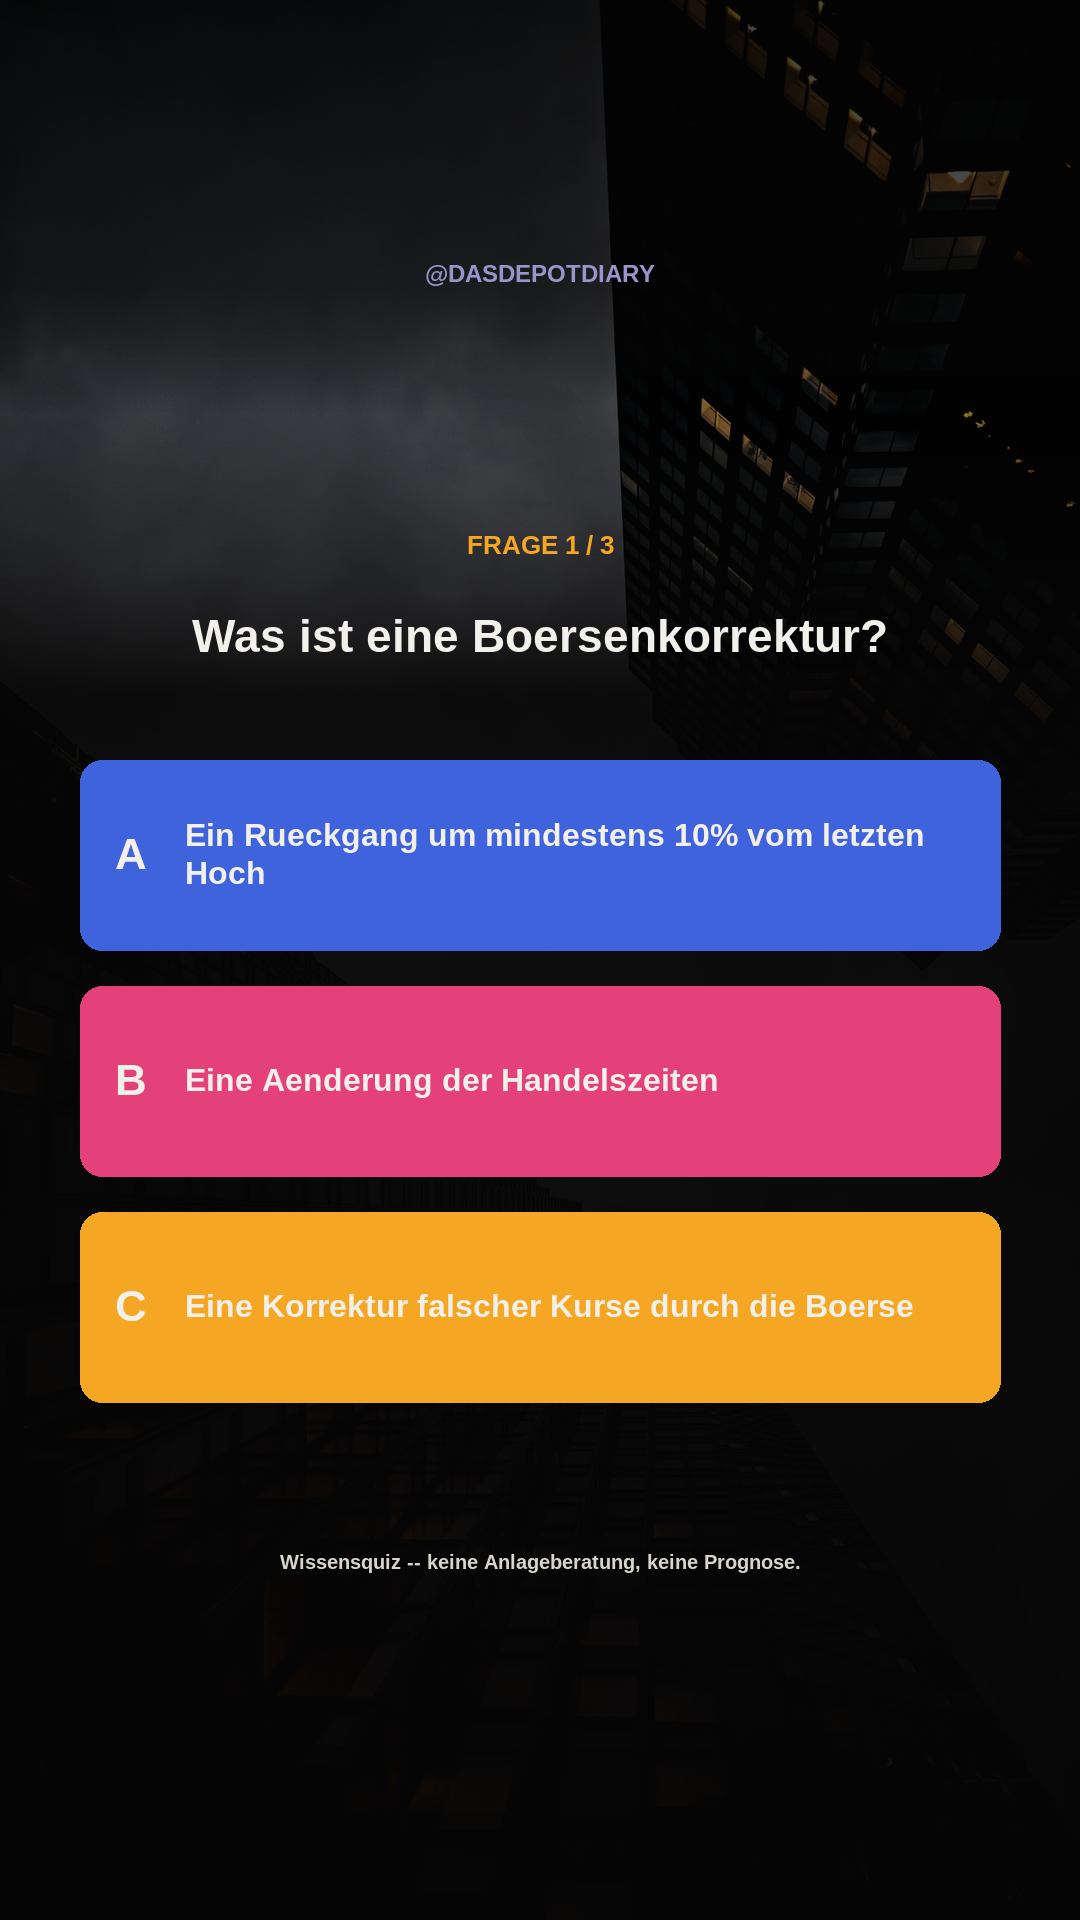 @DASDEPOTDIARY
FRAGE 1 / 3
Was ist eine Boersenkorrektur?
A
Ein Rueckgang um mindestens 10% vom letzten
Hoch
B
Eine Aenderung der Handelszeiten
C
Eine Korrektur falscher Kurse durch die Boerse
Wissensquiz -- keine Anlageberatung, keine Prognose.